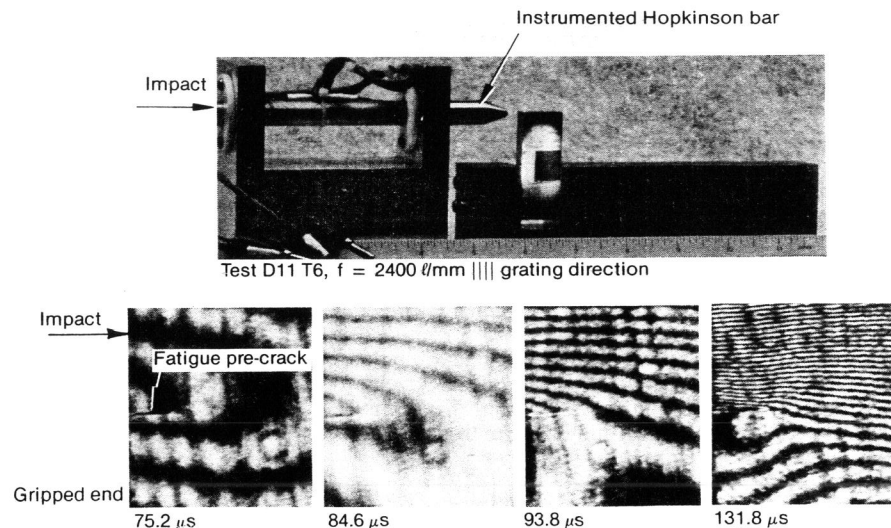 Instrumented Hopkinson bar
Impact
Test D11 T6, f = 2400 ℓ/mm |||| grating direction
Impact
Fatigue pre-crack
Gripped end
75.2 μs
84.6 μs
93.8 μs
131.8 μs